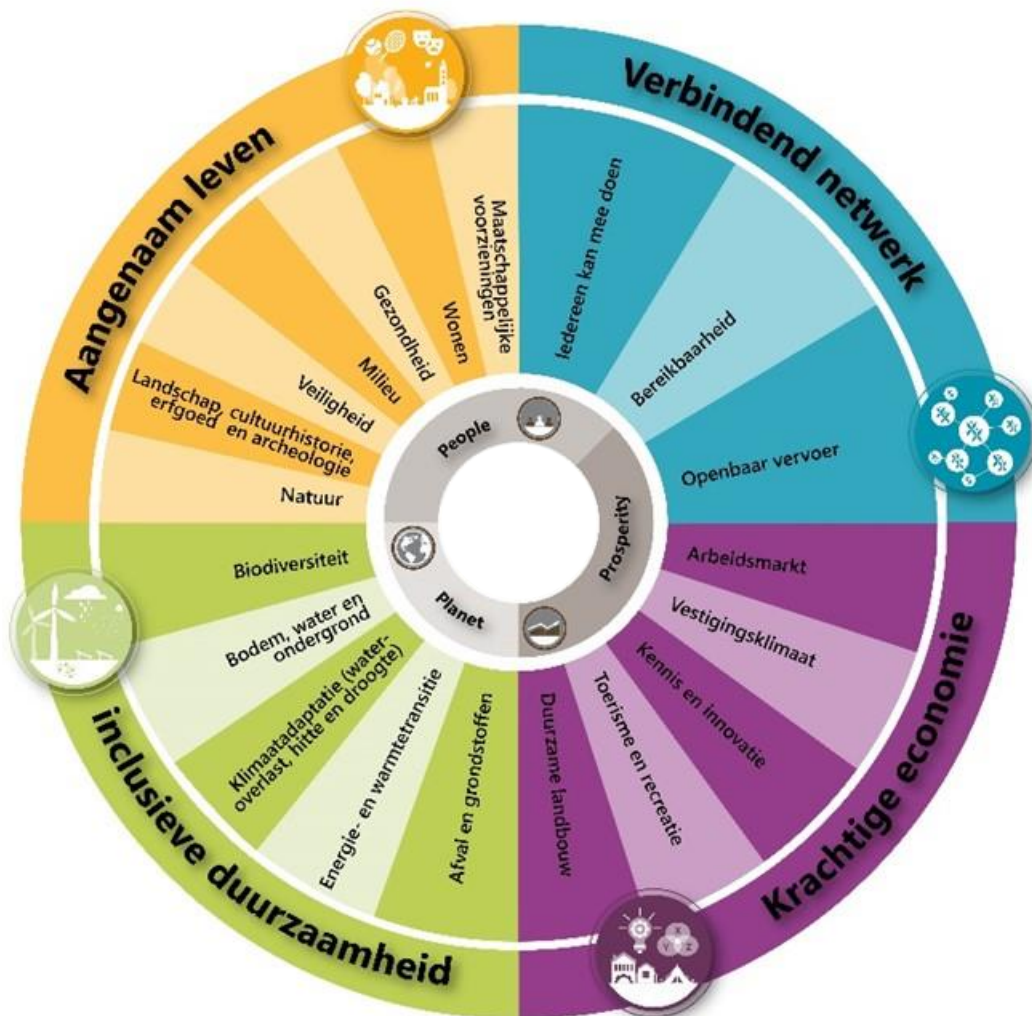 Aangenaam leven
Maatschappelijke
voorzieningen
Wonen
Gezondheid
Milieu
Veiligheid
Landschap, cultuurhistorie,
erfgoed en archeologie
Natuur
Verbindend netwerk
Iedereen kan mee doen
Bereikbaarheid
Openbaar vervoer
Krachtige economie
Arbeidsmarkt
Vestigingsklimaat
Kennis en innovatie
Toerisme en recreatie
Duurzame landbouw
inclusieve duurzaamheid
Biodiversiteit
Bodem, water en
ondergrond
Klimaatadaptatie (water-
overlast, hitte en droogte)
Energie- en warmtetransitie
Afval en grondstoffen
People
Prosperity
Planet
X
Y
Z